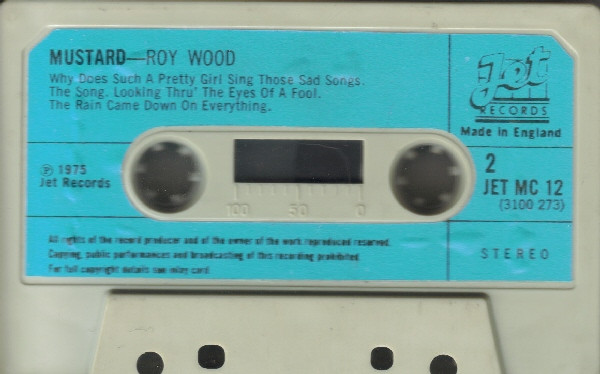 MUSTARD—ROY WOOD
Why Does Such A Pretty Girl Sing Those Sad Songs.
The Song. Looking Thru' The Eyes Of A Fool.
The Rain Came Down On Everything.
Jet
RECORDS
Made in England
℗ 1975
Jet Records
100 50 0
2
JET MC 12
(3100 273)
All rights of the record producer and of the owner of the work reproduced reserved.
Copying, public performances and broadcasting of this recording prohibited.
For full copyright details see inlay card.
STEREO